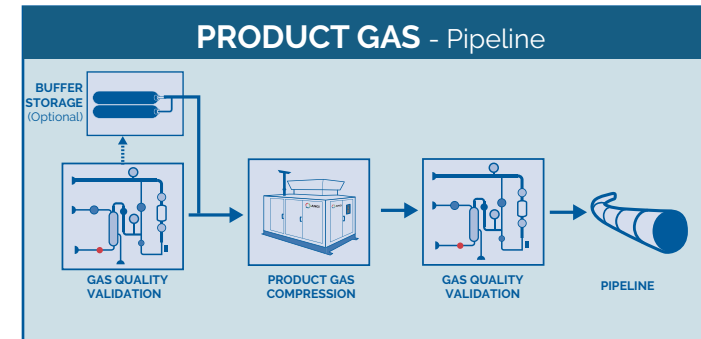 PRODUCT GAS - Pipeline
BUFFER
STORAGE
(Optional)
GAS QUALITY
VALIDATION
PRODUCT GAS
COMPRESSION
GAS QUALITY
VALIDATION
PIPELINE